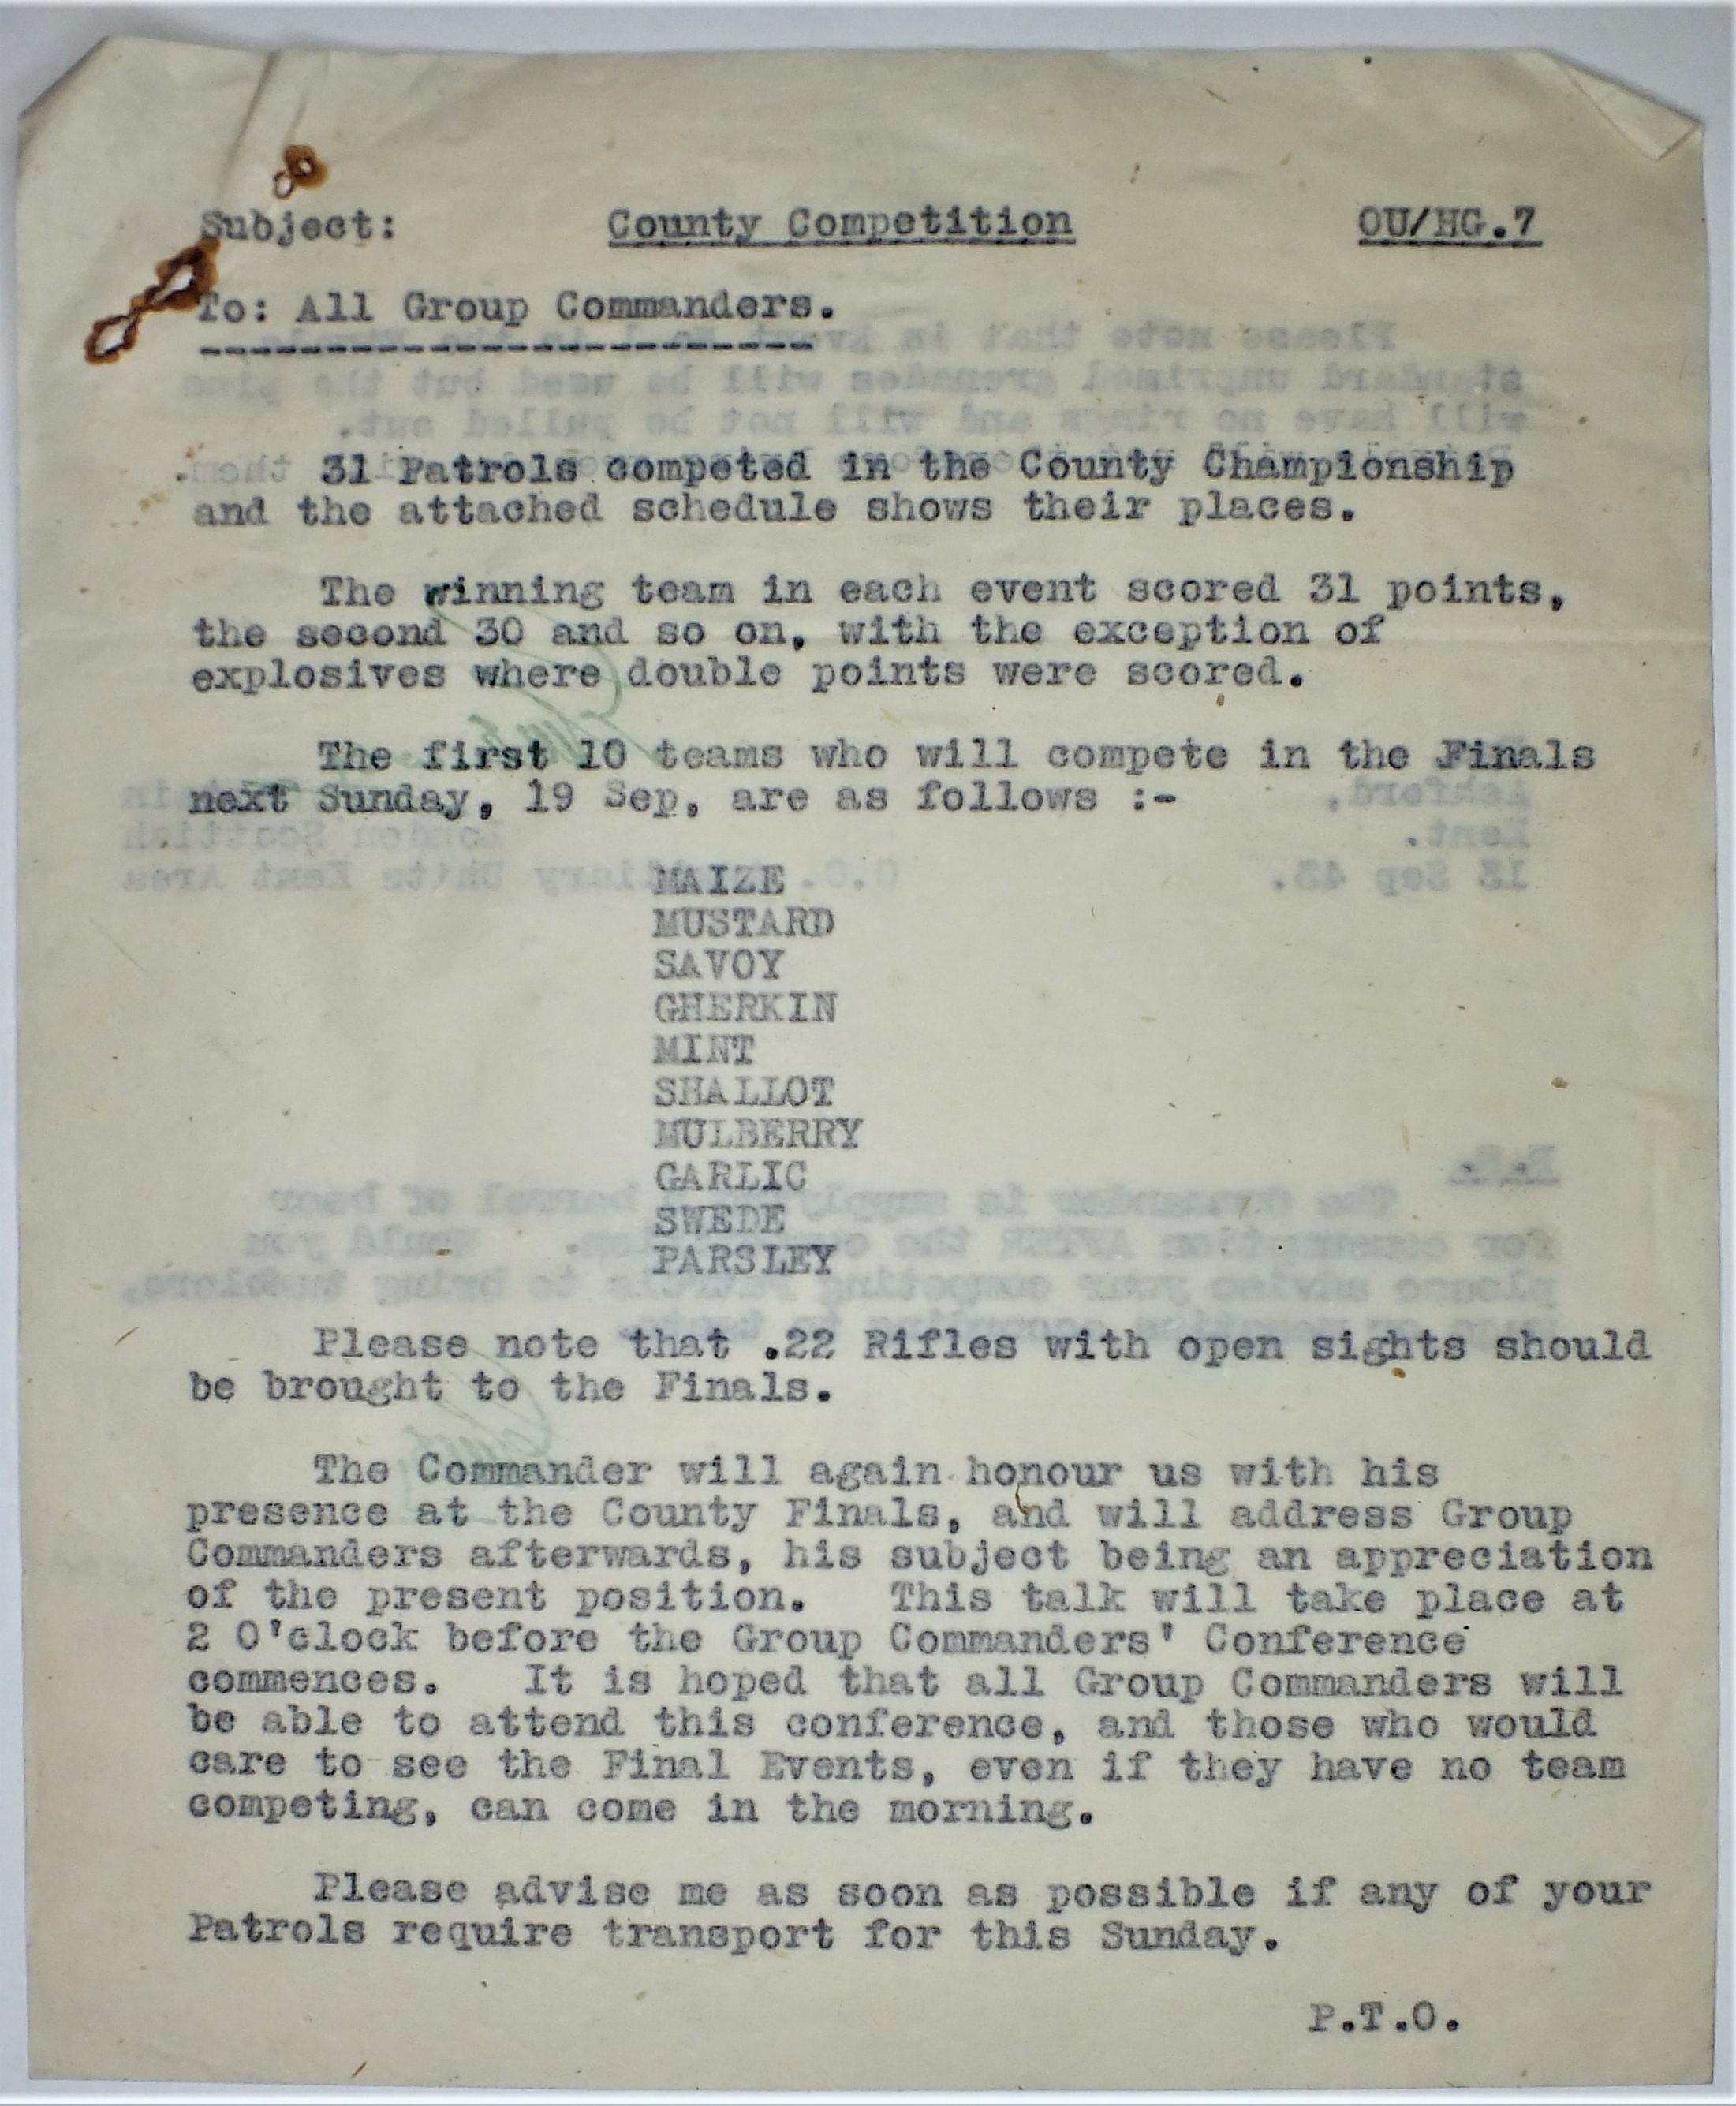 Subject: County Competition OU/HG.7
To: All Group Commanders.
31 Patrols competed in the County Championship
and the attached schedule shows their places.
The winning team in each event scored 31 points,
the second 30 and so on, with the exception of
explosives where double points were scored.
The first 10 teams who will compete in the Finals
next Sunday, 19 Sep, are as follows :-
MAIZE
MUSTARD
SAVOY
GHERKIN
MINT
SHALLOT
MULBERRY
GARLIC
SWEDE
PARSLEY
Please note that .22 Rifles with open sights should
be brought to the Finals.
The Commander will again honour us with his
presence at the County Finals, and will address Group
Commanders afterwards, his subject being an appreciation
of the present position. This talk will take place at
2 O'clock before the Group Commanders' Conference
commences. It is hoped that all Group Commanders will
be able to attend this conference, and those who would
care to see the Final Events, even if they have no team
competing, can come in the morning.
Please advise me as soon as possible if any of your
Patrols require transport for this Sunday.
P.T.O.